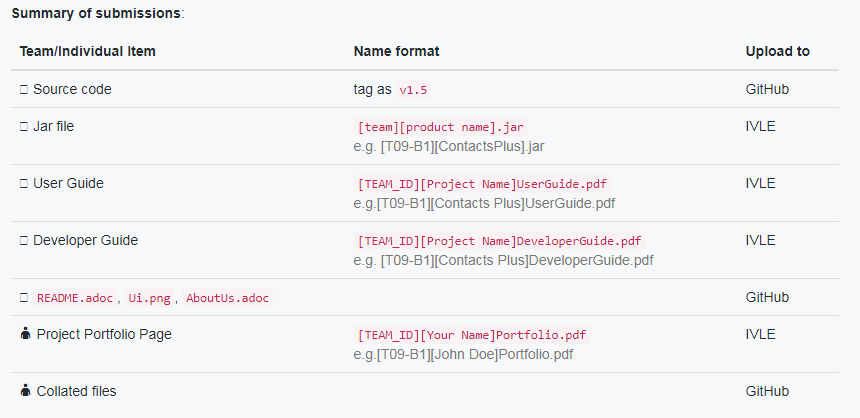 Summary of submissions:
Team/Individual Item Name format Upload to
Source code tag as v1.5 GitHub
Jar file [team][product name].jar IVLE
e.g. [T09-B1][ContactsPlus].jar
User Guide [TEAM_ID][Project Name]UserGuide.pdf IVLE
e.g.[T09-B1][Contacts Plus]UserGuide.pdf
Developer Guide [TEAM_ID][Project Name]DeveloperGuide.pdf IVLE
e.g. [T09-B1][Contacts Plus]DeveloperGuide.pdf
README.adoc, Ui.png, AboutUs.adoc GitHub
Project Portfolio Page [TEAM_ID][Your Name]Portfolio.pdf IVLE
e.g.[T09-B1][John Doe]Portfolio.pdf
Collated files GitHub